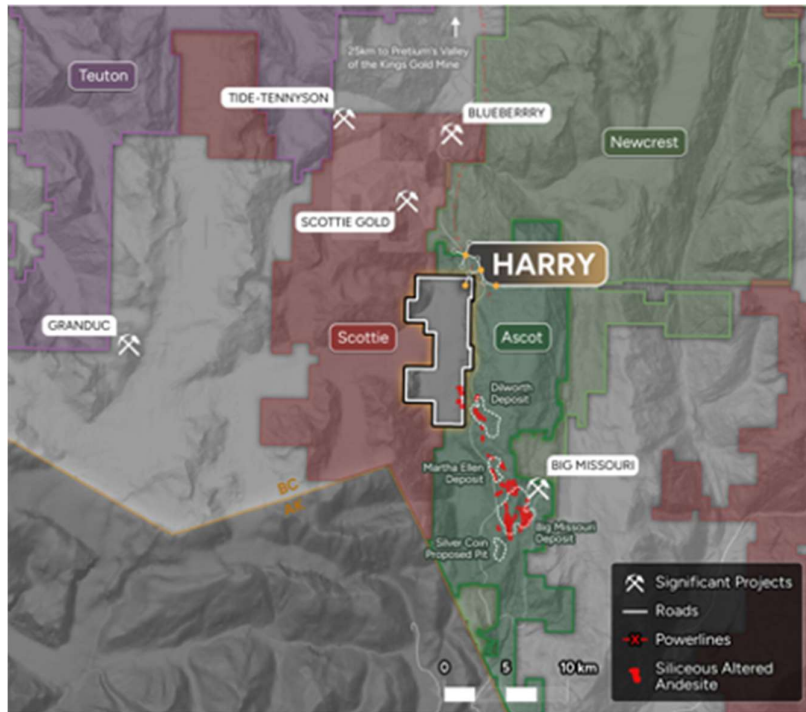 25km to Pretium's Valley
of the Kings Gold Mine
Teuton
TIDE-TENNYSON
BLUEBERRRY
Newcrest
SCOTTIE GOLD
HARRY
GRANDUC
Scottie
Ascot
Dilworth
Deposit
BC
AK
Martha Ellen
Deposit
BIG MISSOURI
Big Missouri
Deposit
Silver Coin
Proposed Pit
Significant Projects
Roads
X
Powerlines
Siliceous Altered
Andesite
0 5 10 km